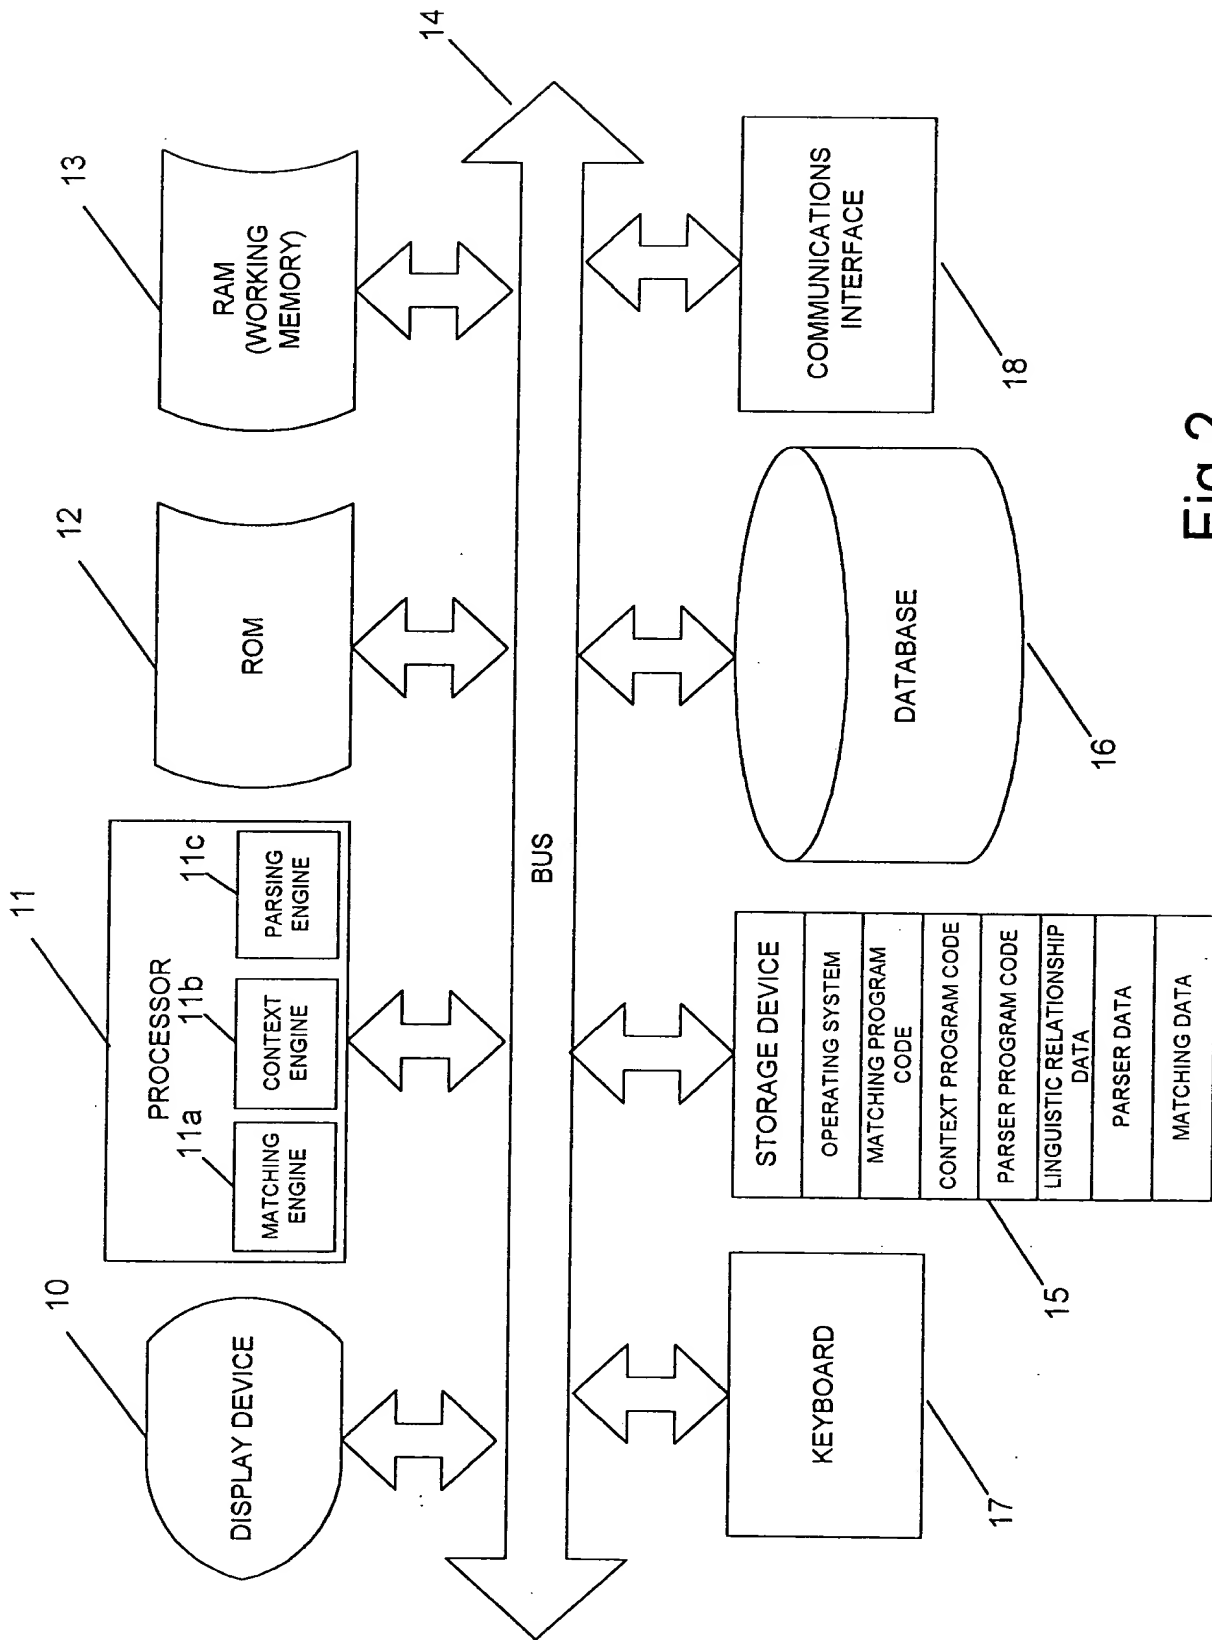 10
DISPLAY DEVICE
11
PROCESSOR
11a
MATCHING
ENGINE
11b
CONTEXT
ENGINE
11c
PARSING
ENGINE
12
ROM
13
RAM
(WORKING
MEMORY)
14
BUS
KEYBOARD
17
STORAGE DEVICE
OPERATING SYSTEM
MATCHING PROGRAM
CODE
CONTEXT PROGRAM CODE
PARSER PROGRAM CODE
LINGUISTIC RELATIONSHIP
DATA
PARSER DATA
MATCHING DATA
15
DATABASE
16
COMMUNICATIONS
INTERFACE
18
Fig 2